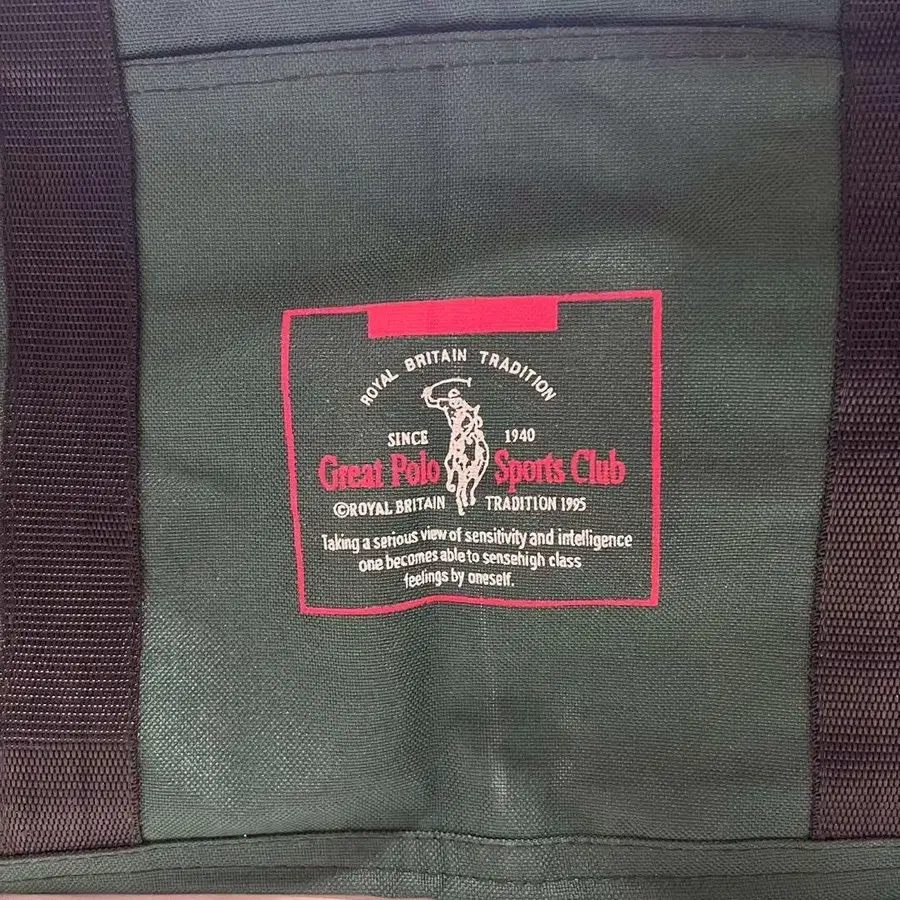 ROYAL BRITAIN TRADITION
SINCE 1940
Great Polo Sports Club
©ROYAL BRITAIN TRADITION 1995
Taking a serious view of sensitivity and intelligence
one becomes able to sensehigh class
feelings by oneself.